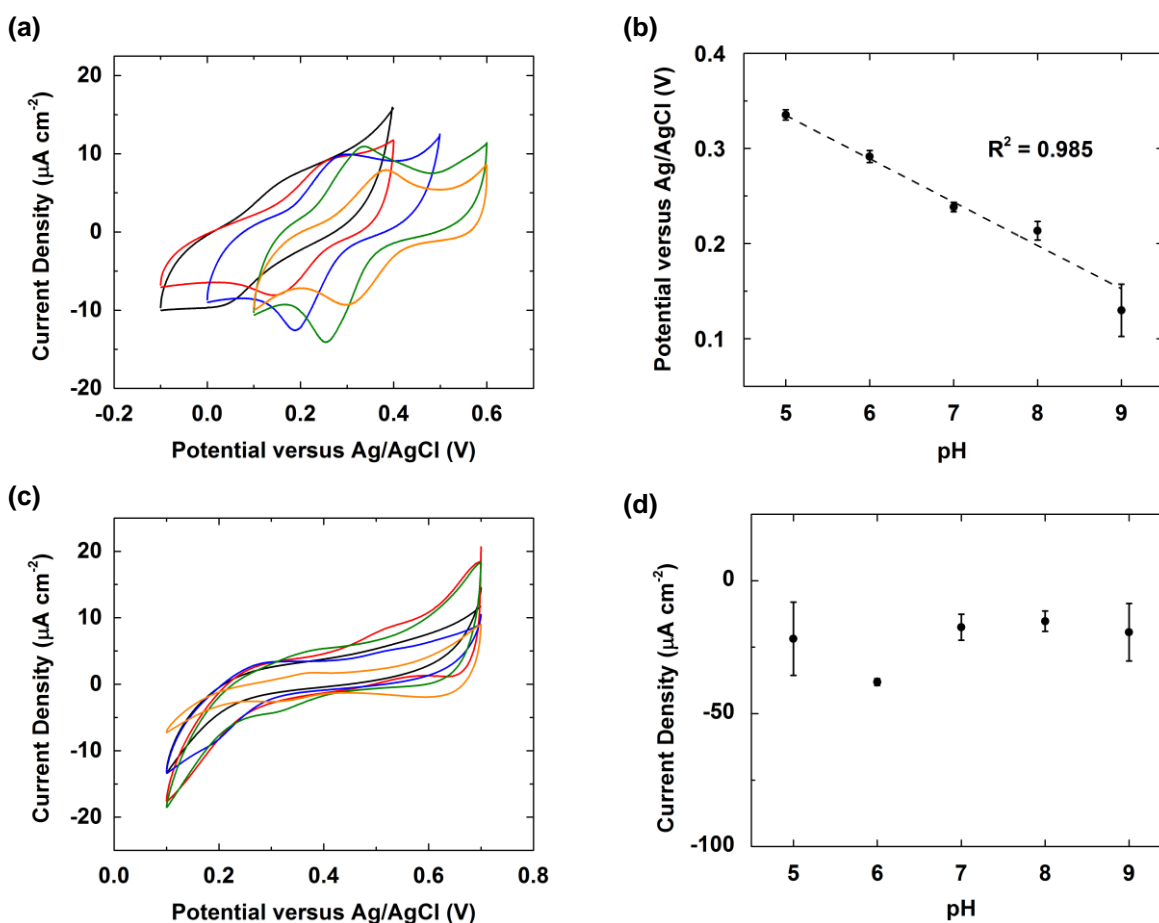 (a)
20
10
0
-10
-20
-0.2
0.0
0.2
0.4
0.6
Current Density (µA cm⁻²)
Potential versus Ag/AgCl (V)
(b)
0.4
0.3
0.2
0.1
5
6
7
8
9
R² = 0.985
Potential versus Ag/AgCl (V)
pH
(c)
20
10
0
-10
-20
0.0
0.2
0.4
0.6
0.8
Current Density (µA cm⁻²)
Potential versus Ag/AgCl (V)
(d)
0
-50
-100
5
6
7
8
9
Current Density (µA cm⁻²)
pH